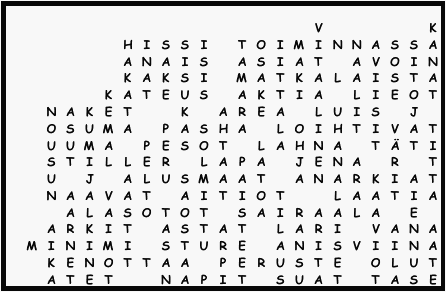 V K
HISSI TOIMINNASSA
ANAIS ASIAT AVOIN
KAKSI MATKALAISTA
KATEUS AKTIA LIEOT
NAKET K AREA LUIS J
OSUMA PASHA LOIHTIVAT
UUMA PESOT LAHNA TÄTI
STILLER LAPA JENA R T
U J ALUSMAAT ANARKIAT
NAAVAT AITIOT LAATIA
ALASOTOT SAIRAALA E
ARKIT ASTAT LARI VANA
MINIMI STURE ANISVIINA
KENOTTAA PERUSTE OLUT
ATET NAPIT SUAT TASE